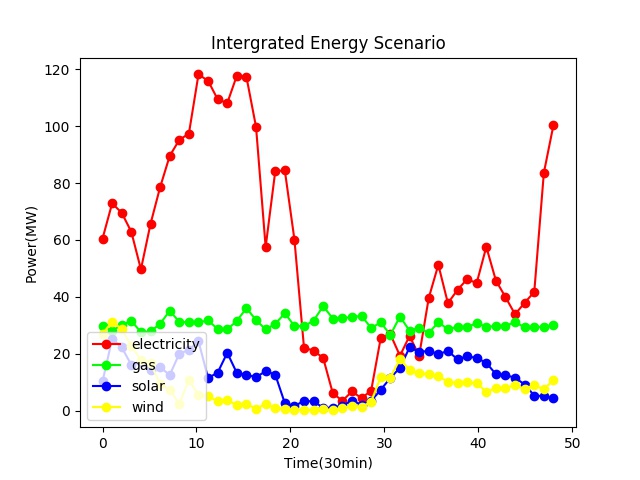 Intergrated Energy Scenario
120
100
80
60
40
20
0
Power(MW)
electricity
gas
solar
wind
0 10 20 30 40 50
Time(30min)